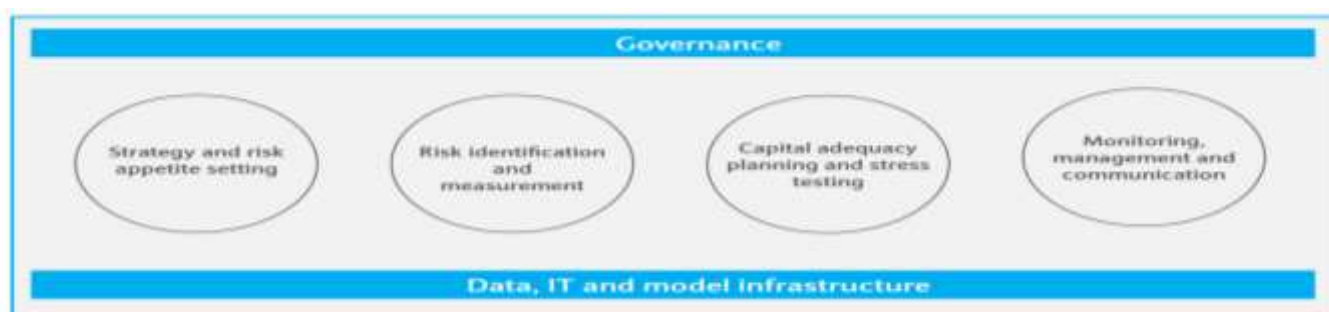 Governance
Strategy and risk
appetite setting
Risk identification
and
measurement
Capital adequacy
planning and stress
testing
Monitoring,
management and
communication
Data, IT and model infrastructure